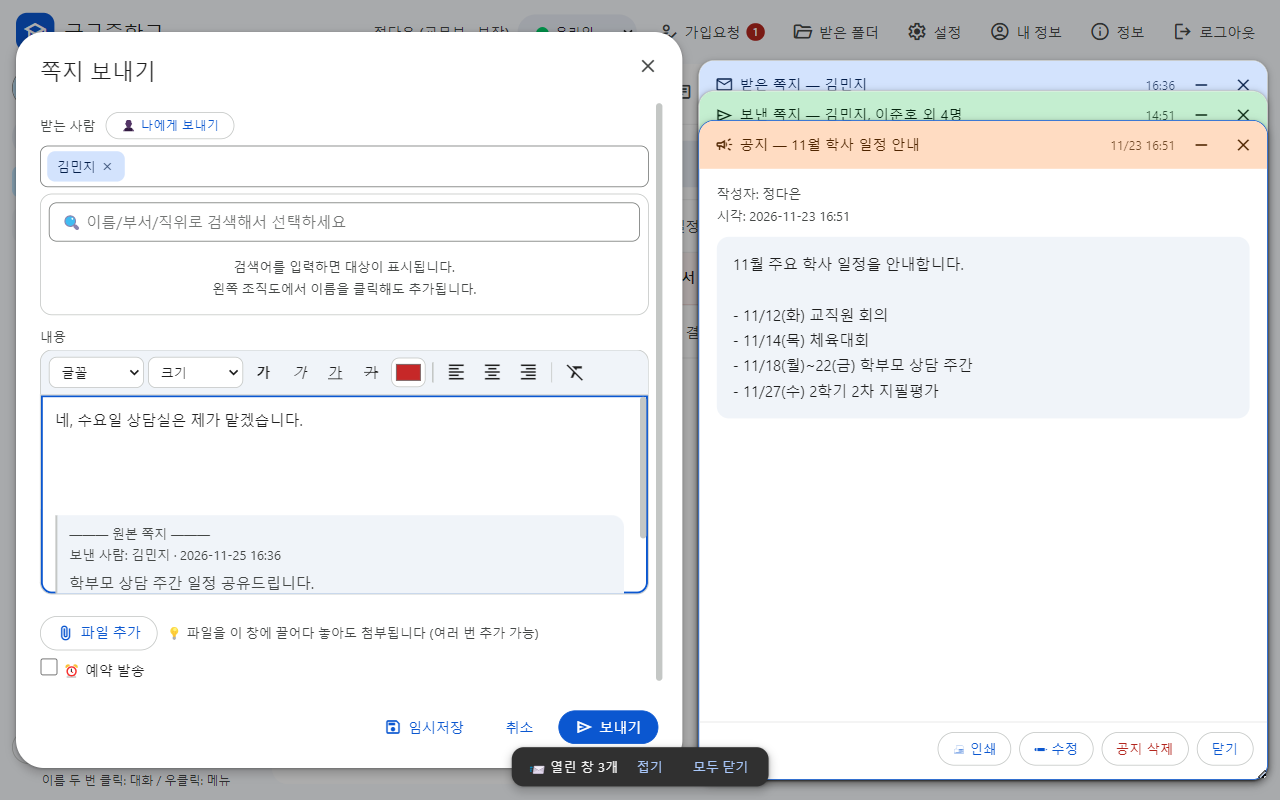 가입요청 1
받은 폴더
설정
내 정보
정보
로그아웃
쪽지 보내기
받는 사람
나에게 보내기
김민지 ×
이름/부서/직위로 검색해서 선택하세요
검색어를 입력하면 대상이 표시됩니다.
왼쪽 조직도에서 이름을 클릭해도 추가됩니다.
내용
글꼴
크기
가 가 가 가
네, 수요일 상담실은 제가 맡겠습니다.
――― 원본 쪽지 ―――
보낸 사람: 김민지 · 2026-11-25 16:36
학부모 상담 주간 일정 공유드립니다.
파일 추가
파일을 이 창에 끌어다 놓아도 첨부됩니다 (여러 번 추가 가능)
예약 발송
임시저장
취소
보내기
이름 두 번 클릭: 대화 / 우클릭: 메뉴
받은 쪽지 — 김민지 16:36
보낸 쪽지 — 김민지, 이준호 외 4명 14:51
공지 — 11월 학사 일정 안내 11/23 16:51
작성자: 정다은
시각: 2026-11-23 16:51
11월 주요 학사 일정을 안내합니다.
- 11/12(화) 교직원 회의
- 11/14(목) 체육대회
- 11/18(월)~22(금) 학부모 상담 주간
- 11/27(수) 2학기 2차 지필평가
인쇄
수정
공지 삭제
닫기
열린 창 3개
접기
모두 닫기